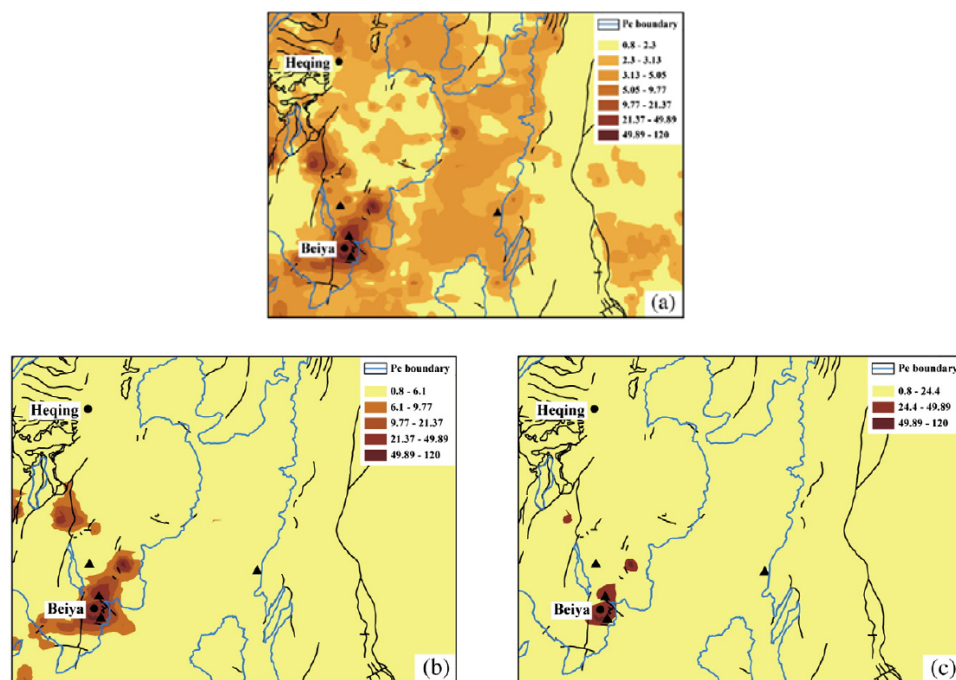 Pc boundary
0.8 - 2.3
2.3 - 3.13
3.13 - 5.05
5.05 - 9.77
9.77 - 21.37
21.37 - 49.89
49.89 - 120
Heqing
Beiya
(a)
Pc boundary
0.8 - 6.1
6.1 - 9.77
9.77 - 21.37
21.37 - 49.89
49.89 - 120
Heqing
Beiya
(b)
Pc boundary
0.8 - 24.4
24.4 - 49.89
49.89 - 120
Heqing
Beiya
(c)